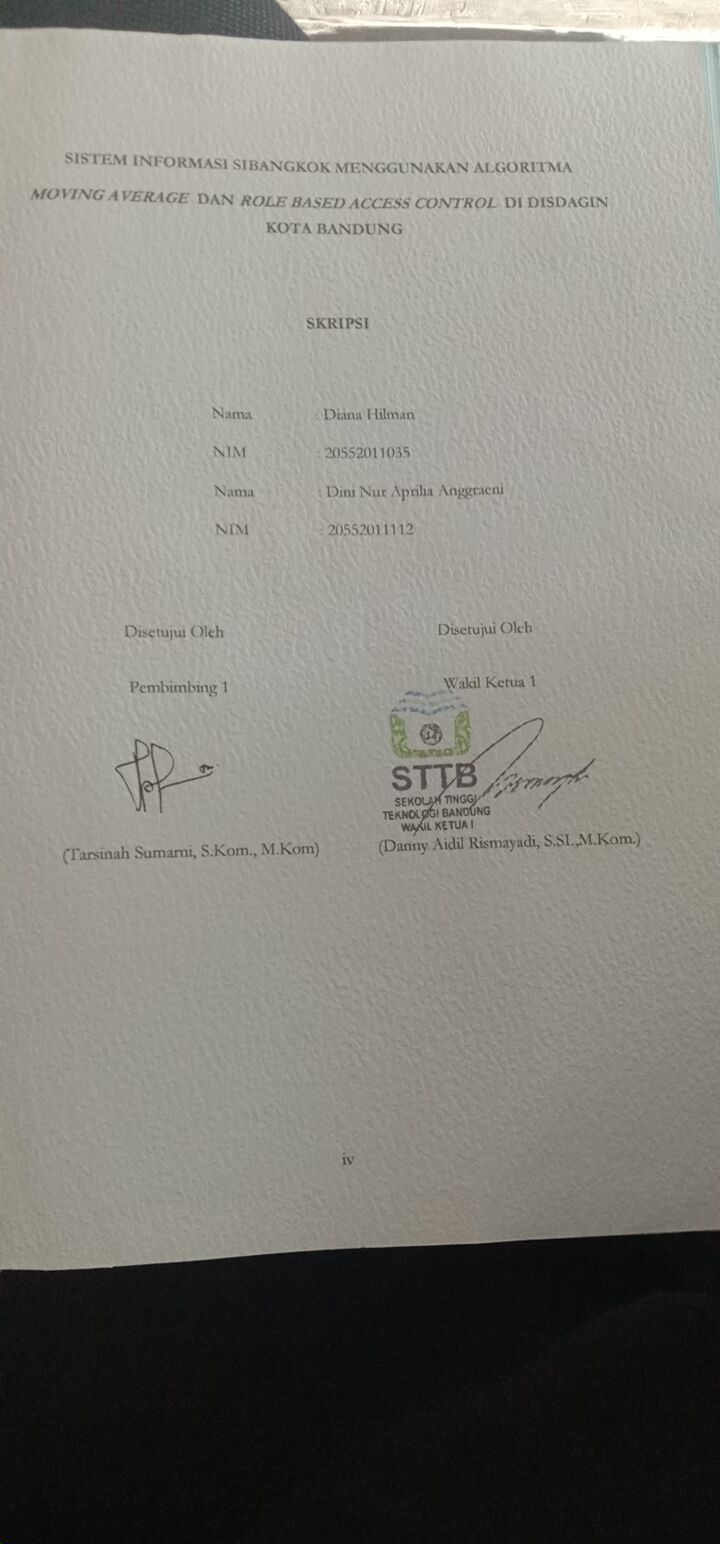 SISTEM INFORMASI SIBANGKOK MENGGUNAKAN ALGORITMA
MOVING AVERAGE DAN ROLE BASED ACCESS CONTROL DI DISDAGIN
KOTA BANDUNG
SKRIPSI
Nama : Diana Hilman
NIM : 20552011035
Nama : Dini Nur Aprilia Anggraeni
NIM : 20552011112
Disetujui Oleh Disetujui Oleh
Pembimbing 1 Wakil Ketua 1
STTB
SEKOLAH TINGGI
TEKNOLOGI BANDUNG
WAKIL KETUA I
(Tarsinah Sumarni, S.Kom., M.Kom) (Danny Aidil Rismayadi, S.SI.,M.Kom.)
iv